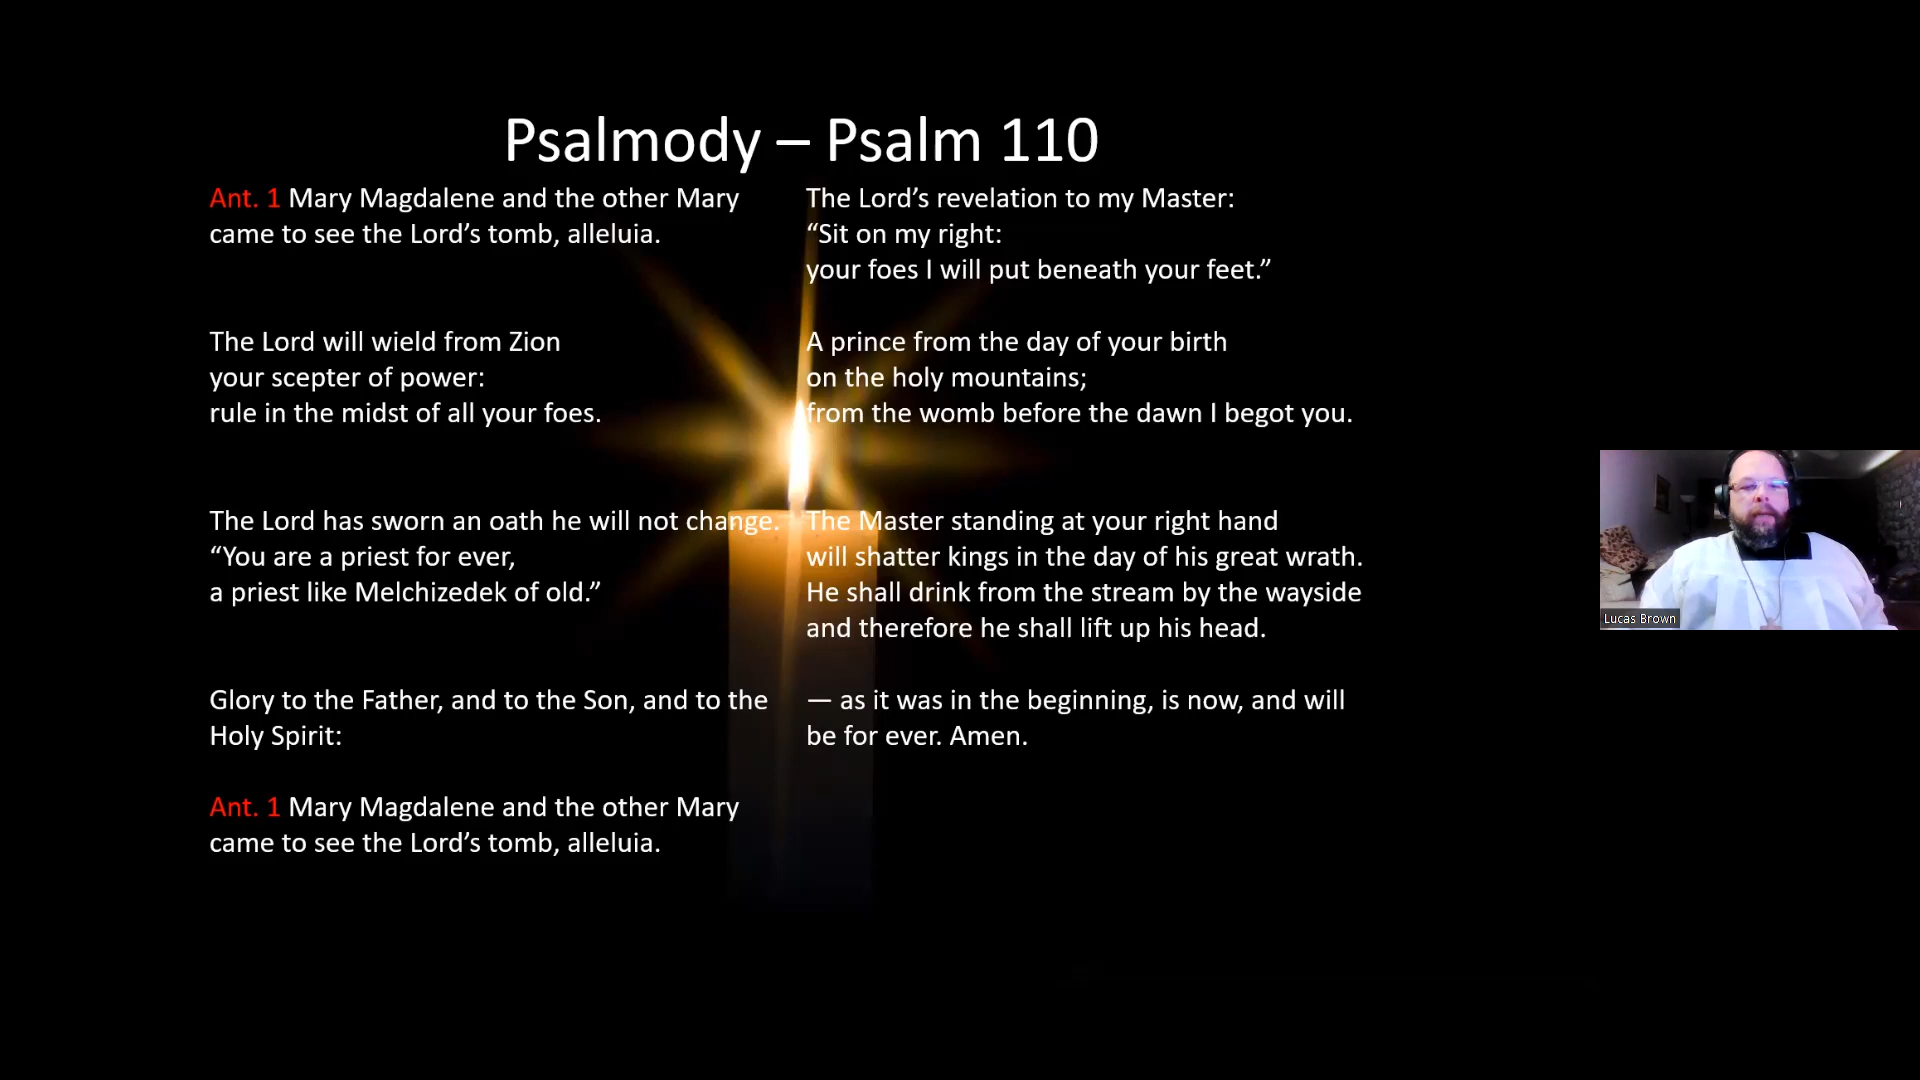 Psalmody – Psalm 110
Ant. 1 Mary Magdalene and the other Mary
came to see the Lord’s tomb, alleluia.
The Lord’s revelation to my Master:
“Sit on my right:
your foes I will put beneath your feet.”
The Lord will wield from Zion
your scepter of power:
rule in the midst of all your foes.
A prince from the day of your birth
on the holy mountains;
from the womb before the dawn I begot you.
The Lord has sworn an oath he will not change.
“You are a priest for ever,
a priest like Melchizedek of old.”
The Master standing at your right hand
will shatter kings in the day of his great wrath.
He shall drink from the stream by the wayside
and therefore he shall lift up his head.
Glory to the Father, and to the Son, and to the
Holy Spirit:
— as it was in the beginning, is now, and will
be for ever. Amen.
Ant. 1 Mary Magdalene and the other Mary
came to see the Lord’s tomb, alleluia.
Lucas Brown